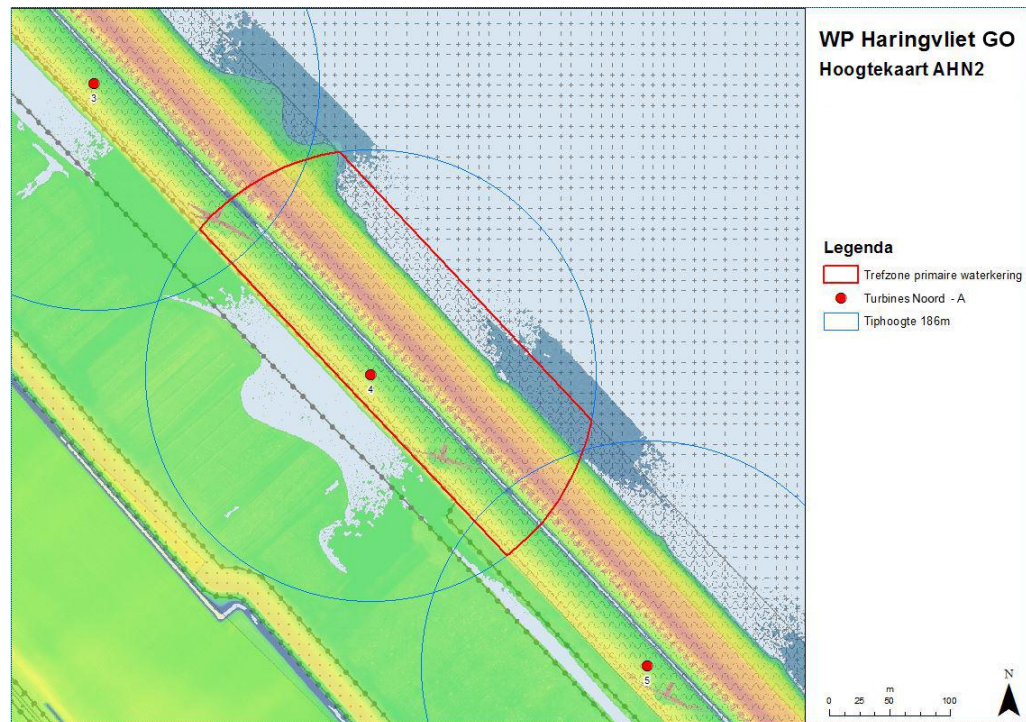 WP Haringvliet GO
Hoogtekaart AHN2
3
4
5
Legenda
Trefzone primaire waterkering
Turbines Noord - A
Tiphoogte 186m
m
0 25 50 100
N